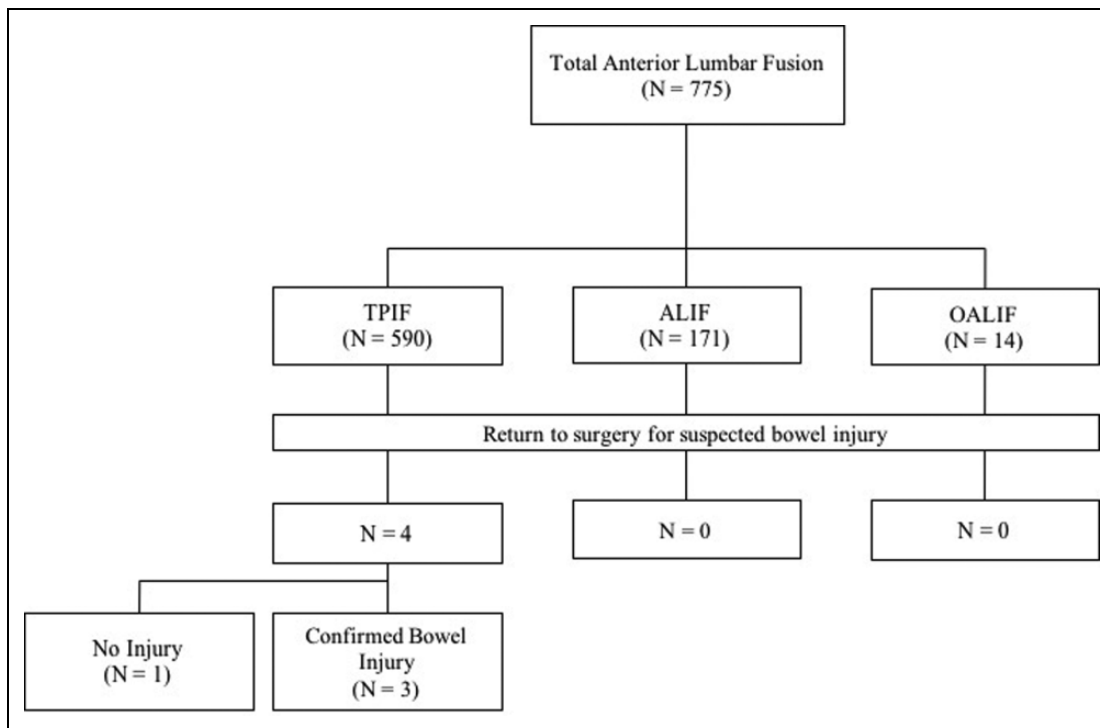 Total Anterior Lumbar Fusion
(N = 775)
TPIF
(N = 590)
ALIF
(N = 171)
OALIF
(N = 14)
Return to surgery for suspected bowel injury
N = 4
N = 0
N = 0
No Injury
(N = 1)
Confirmed Bowel
Injury
(N = 3)